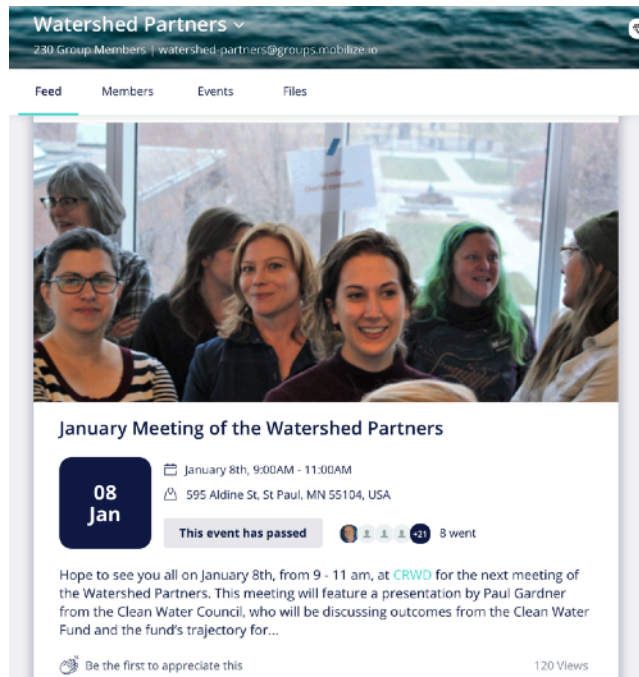 Watershed Partners
230 Group Members | watershed-partners@groups.mobilize.io
Feed Members Events Files
Gender
January Meeting of the Watershed Partners
08
Jan
January 8th, 9:00AM - 11:00AM
595 Aldine St, St Paul, MN 55104, USA
This event has passed +21 8 went
Hope to see you all on January 8th, from 9 - 11 am, at CRWD for the next meeting of
the Watershed Partners. This meeting will feature a presentation by Paul Gardner
from the Clean Water Council, who will be discussing outcomes from the Clean Water
Fund and the fund's trajectory for...
Be the first to appreciate this 120 Views